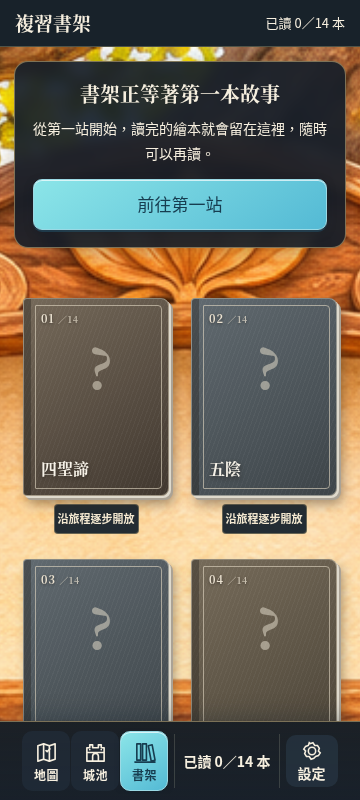 複習書架
已讀 0／14 本
書架正等著第一本故事
從第一站開始，讀完的繪本就會留在這裡，隨時
可以再讀。
前往第一站
01 ／14
?
四聖諦
02 ／14
?
五陰
沿旅程逐步開放
沿旅程逐步開放
03 ／14
?
04 ／14
?
地圖
城池
書架
已讀 0／14 本
設定